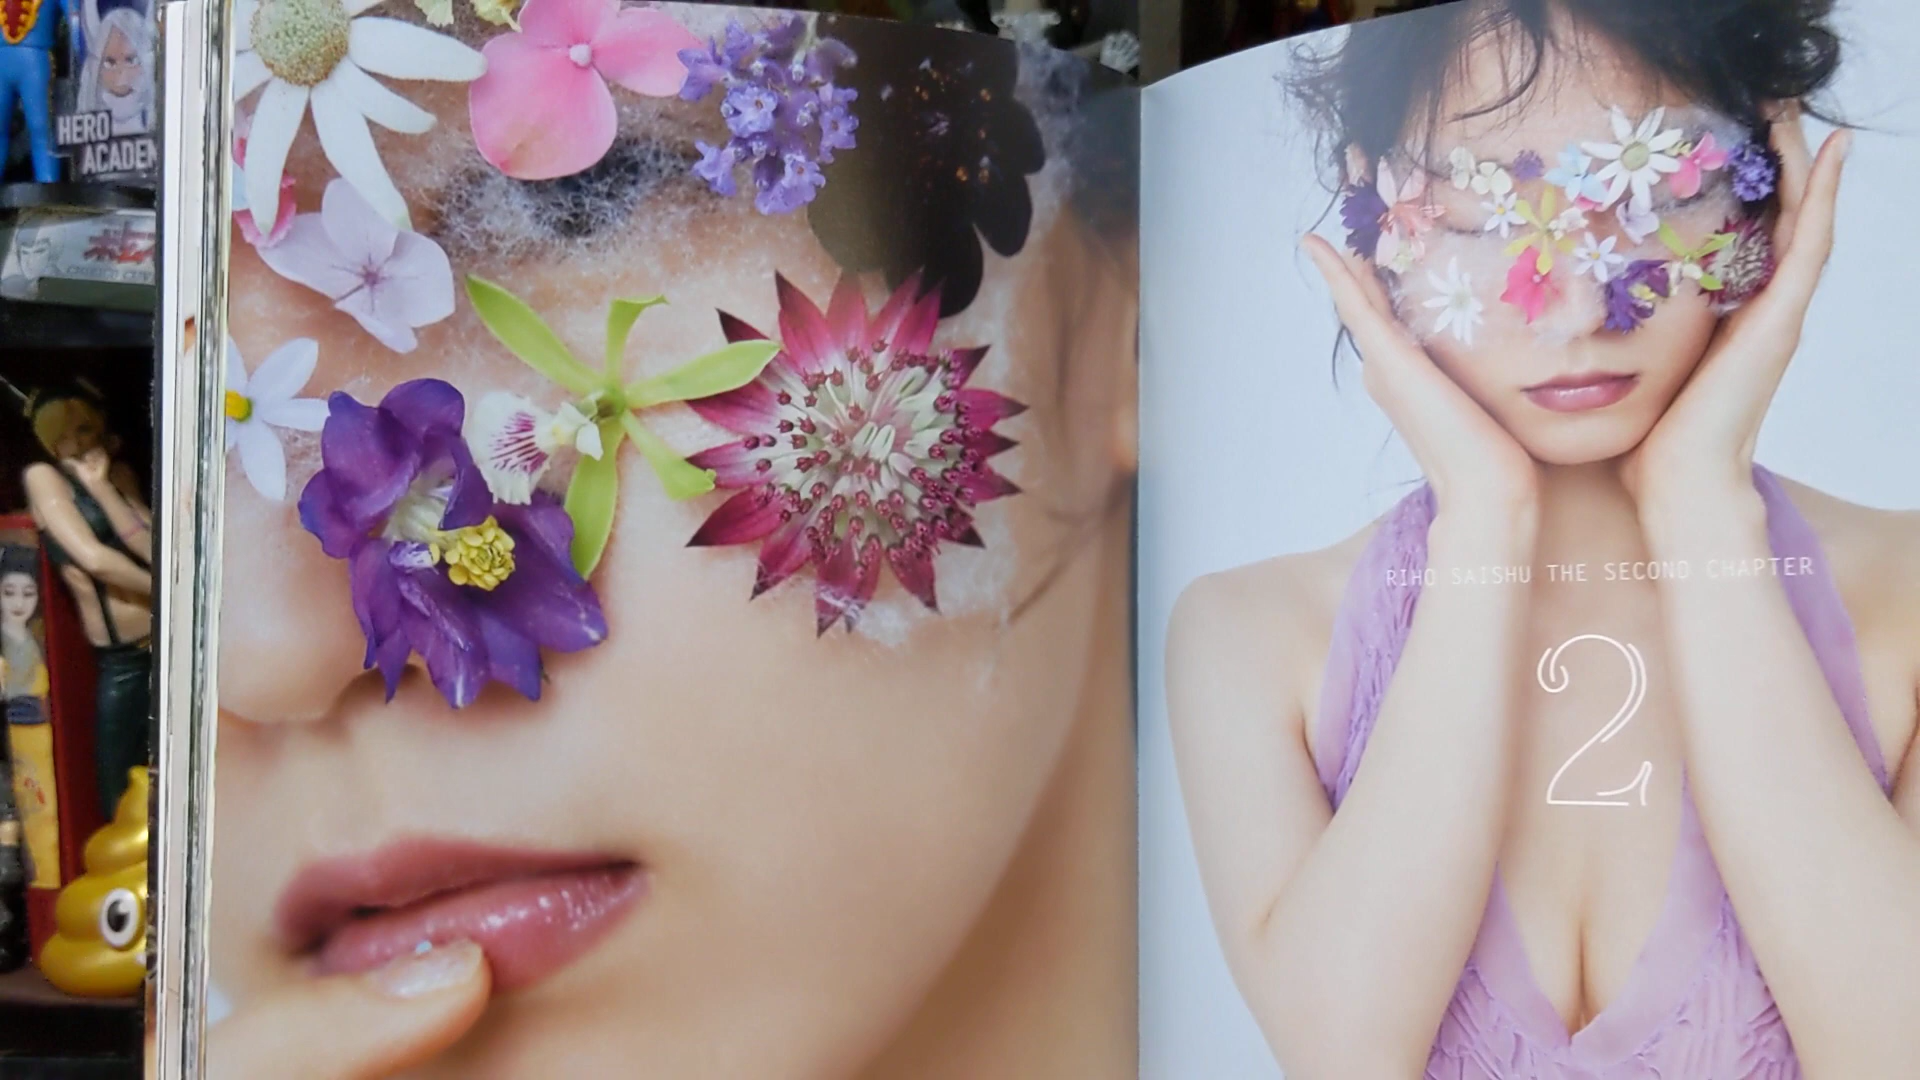 HERO
ACADEM
RIHO SAISHU THE SECOND CHAPTER
2